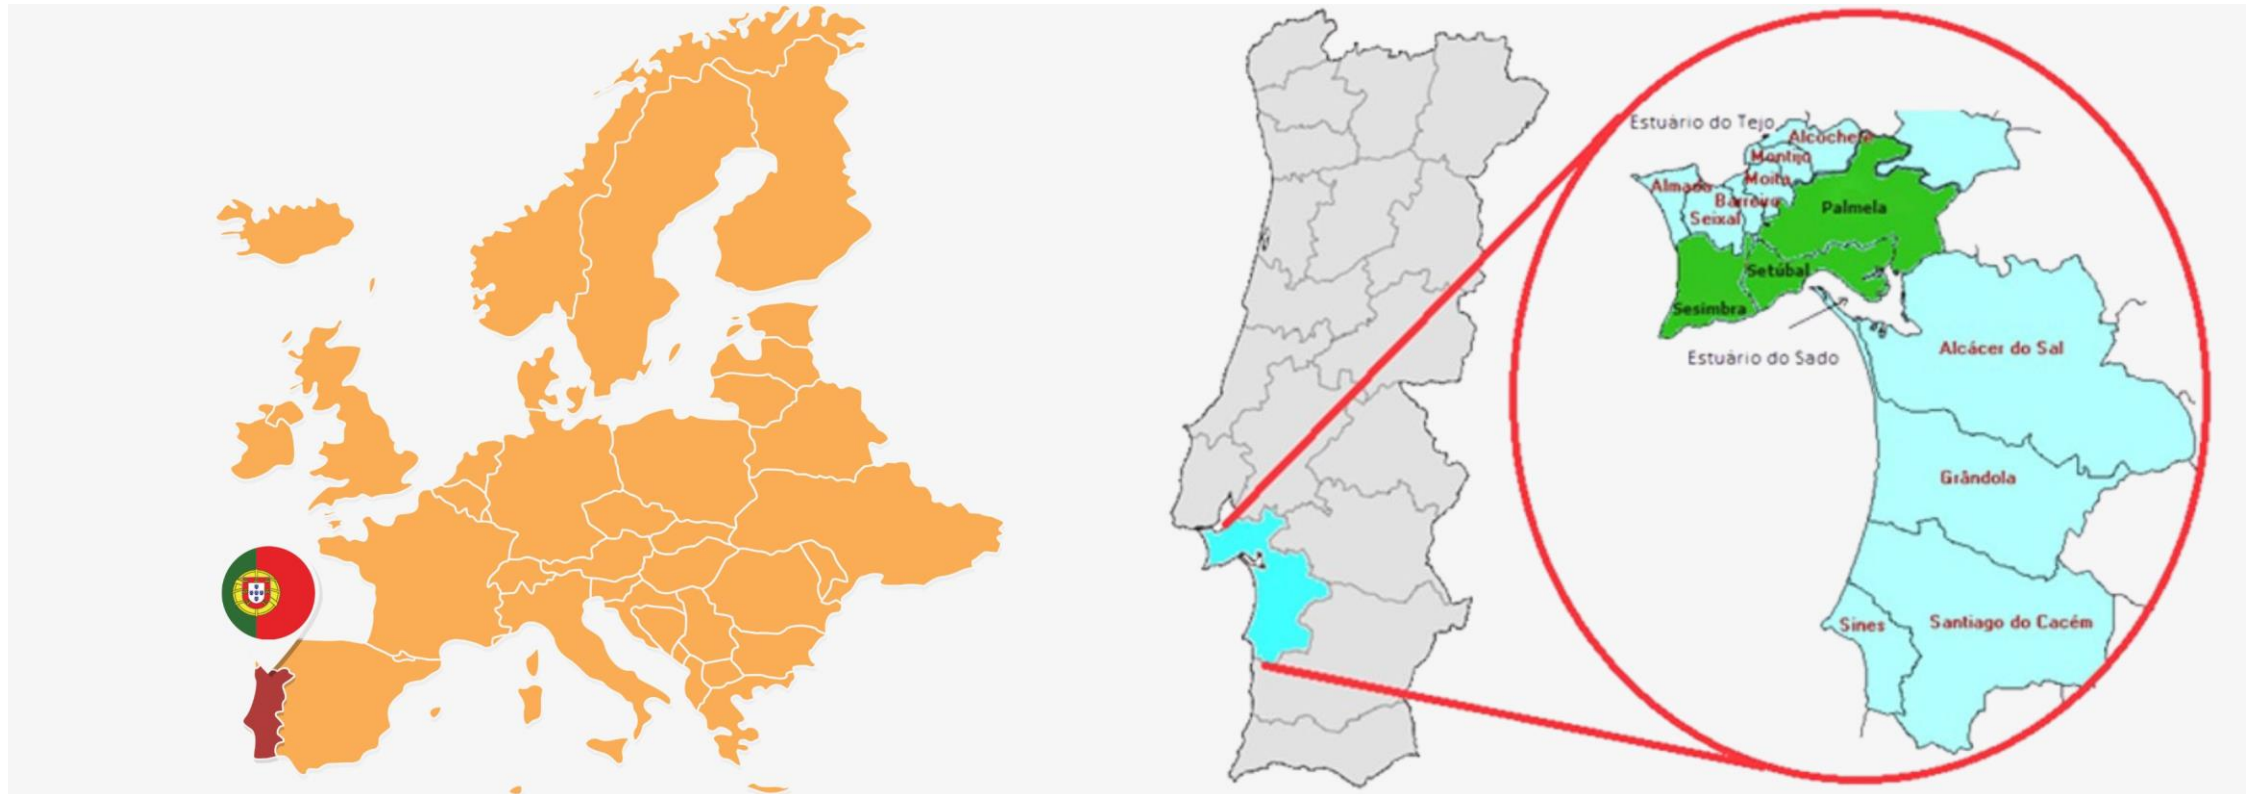 Estuário do Tejo
Alcochete
Montijo
Almada
Moita
Barreiro
Seixal
Palmela
Setúbal
Sesimbra
Estuário do Sado
Alcácer do Sal
Grândola
Sines
Santiago do Cacém